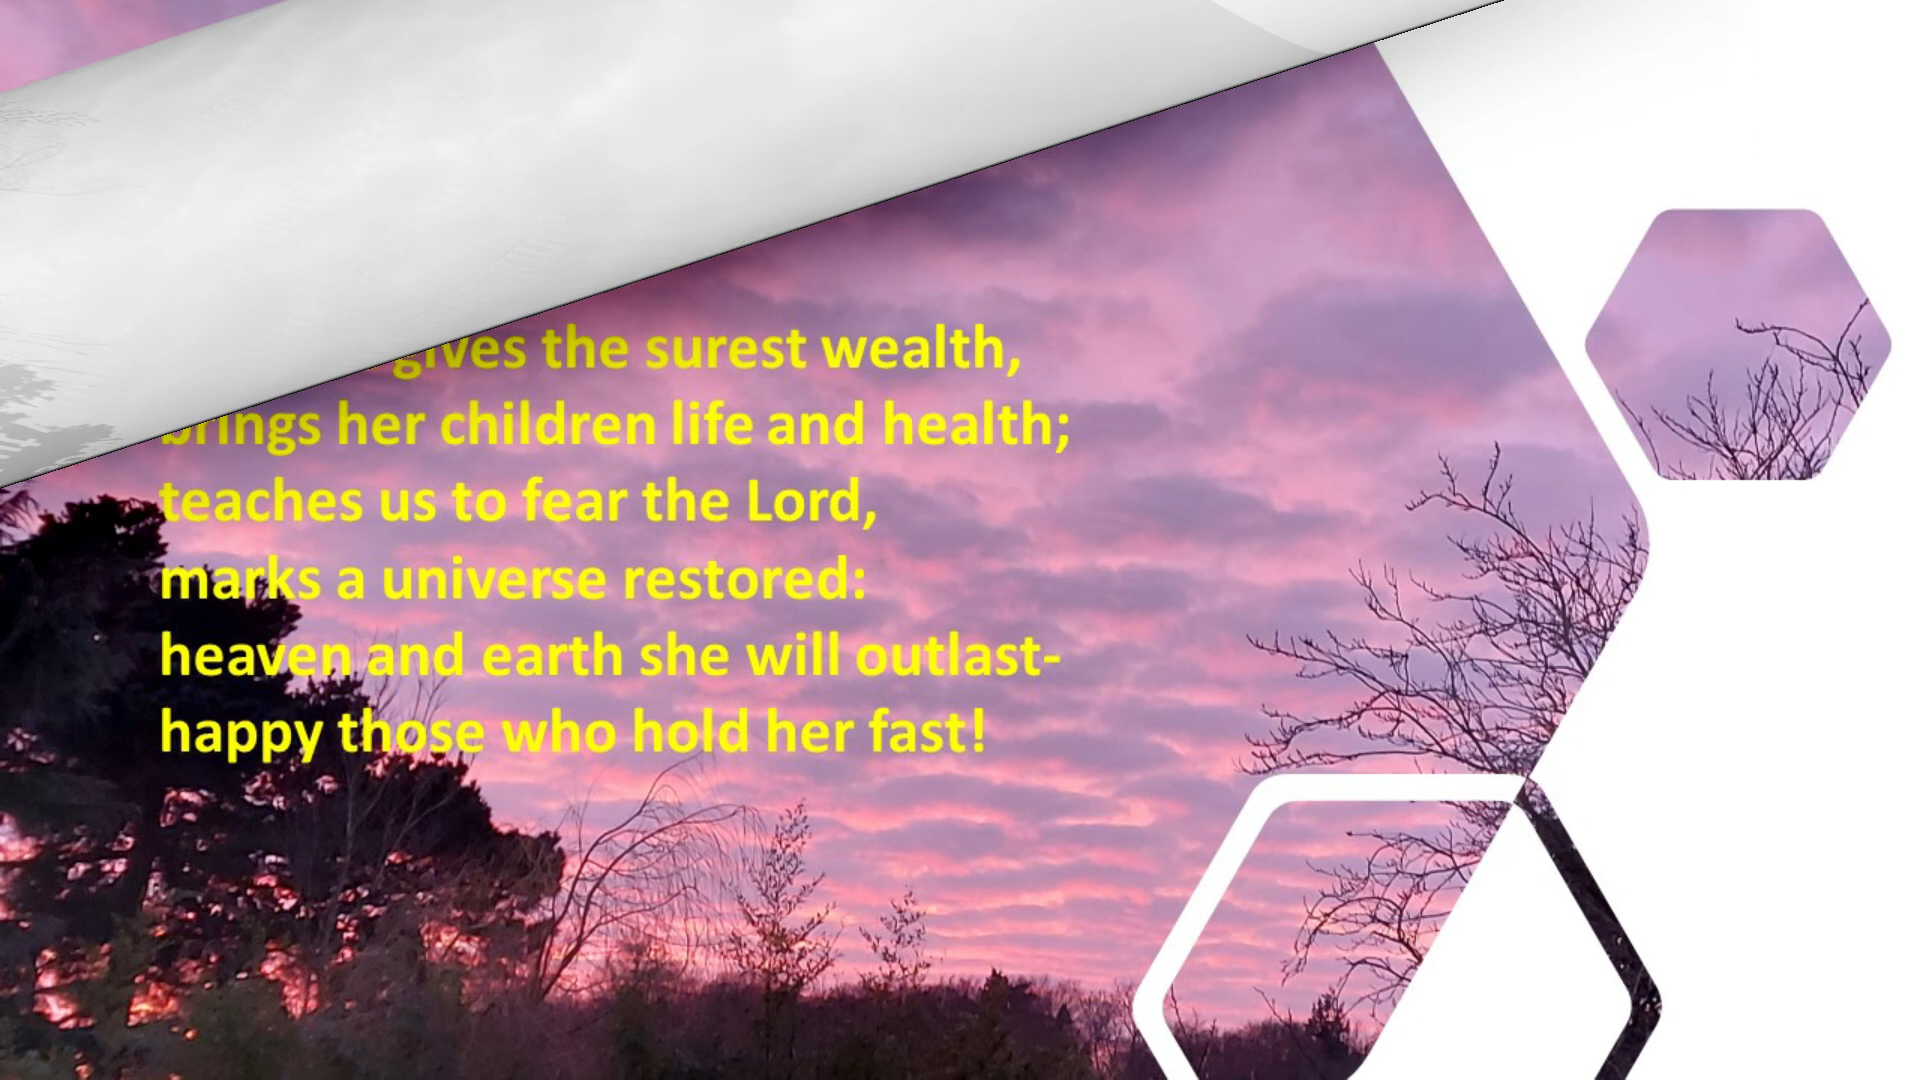 gives the surest wealth,
brings her children life and health;
teaches us to fear the Lord,
marks a universe restored:
heaven and earth she will outlast-
happy those who hold her fast!